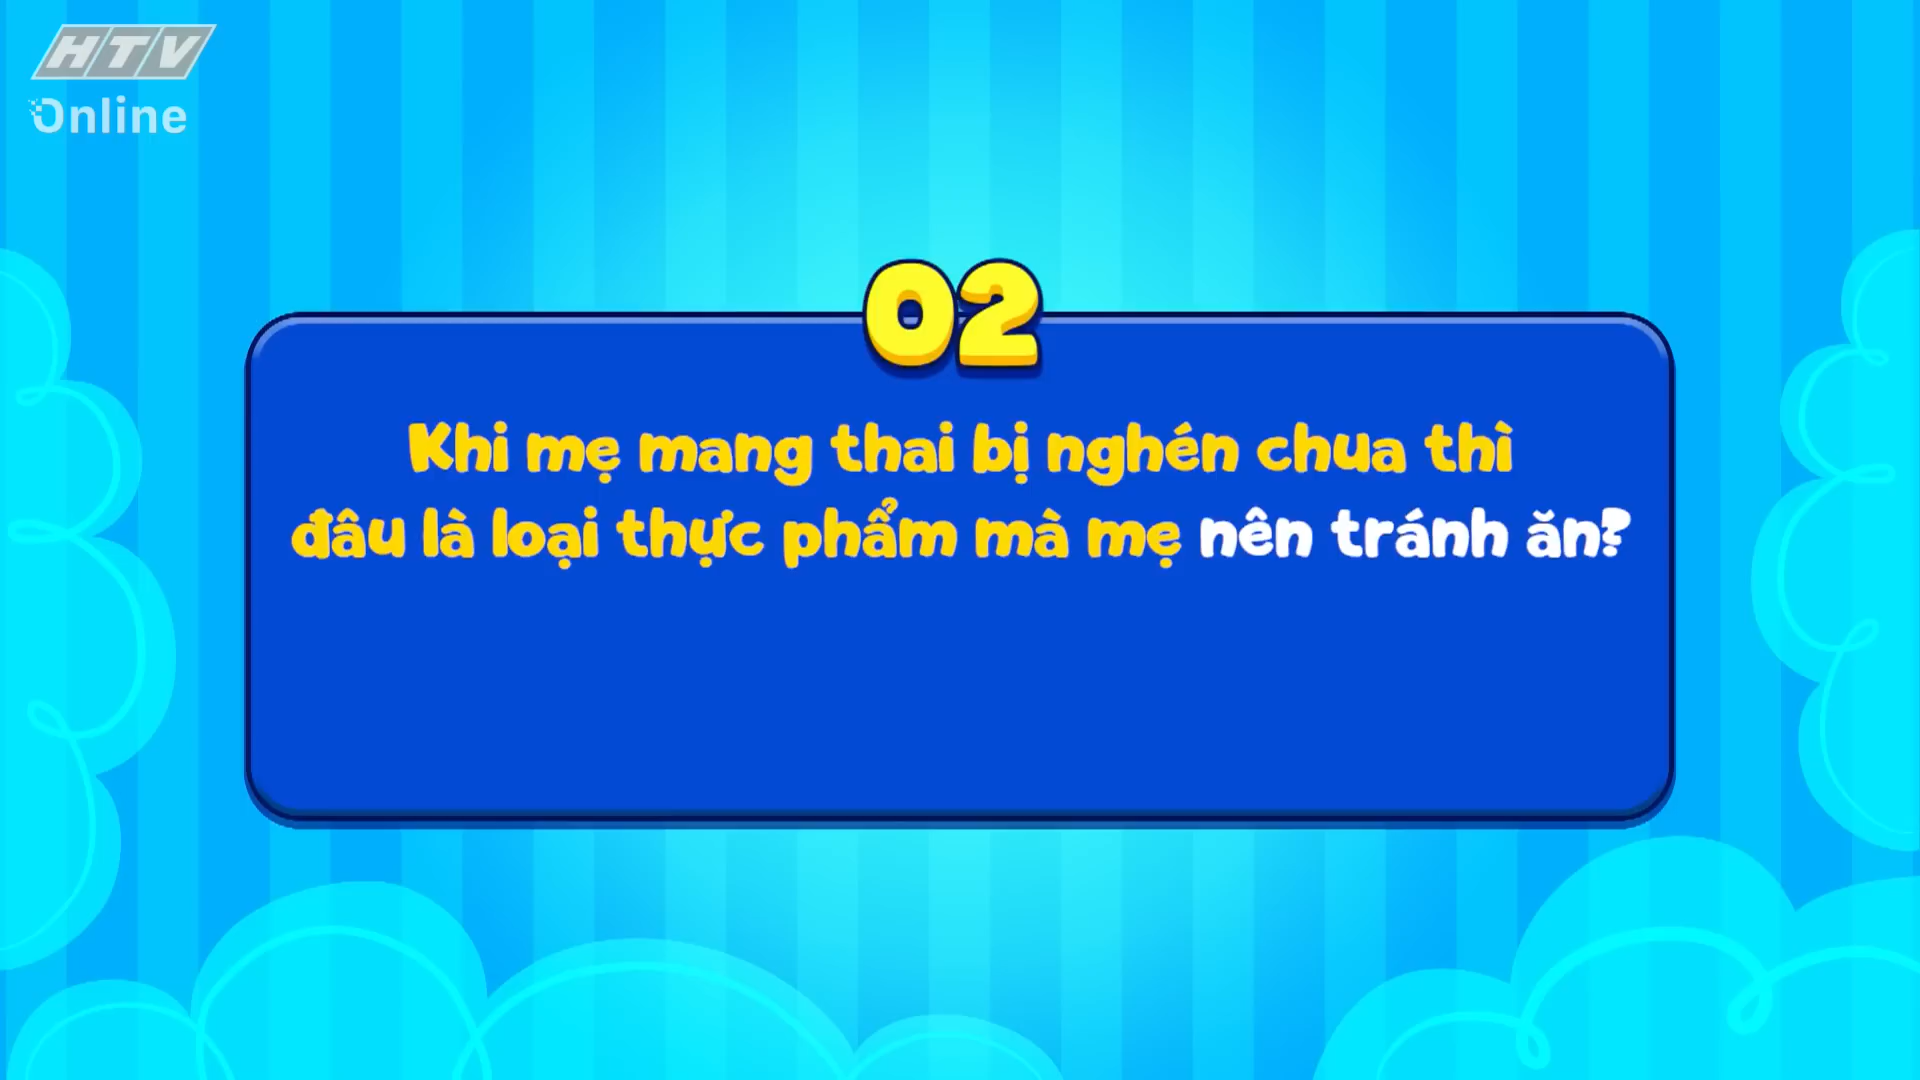 HTV
Online
02
Khi mẹ mang thai bị nghén chua thì
đâu là loại thực phẩm mà mẹ nên tránh ăn?